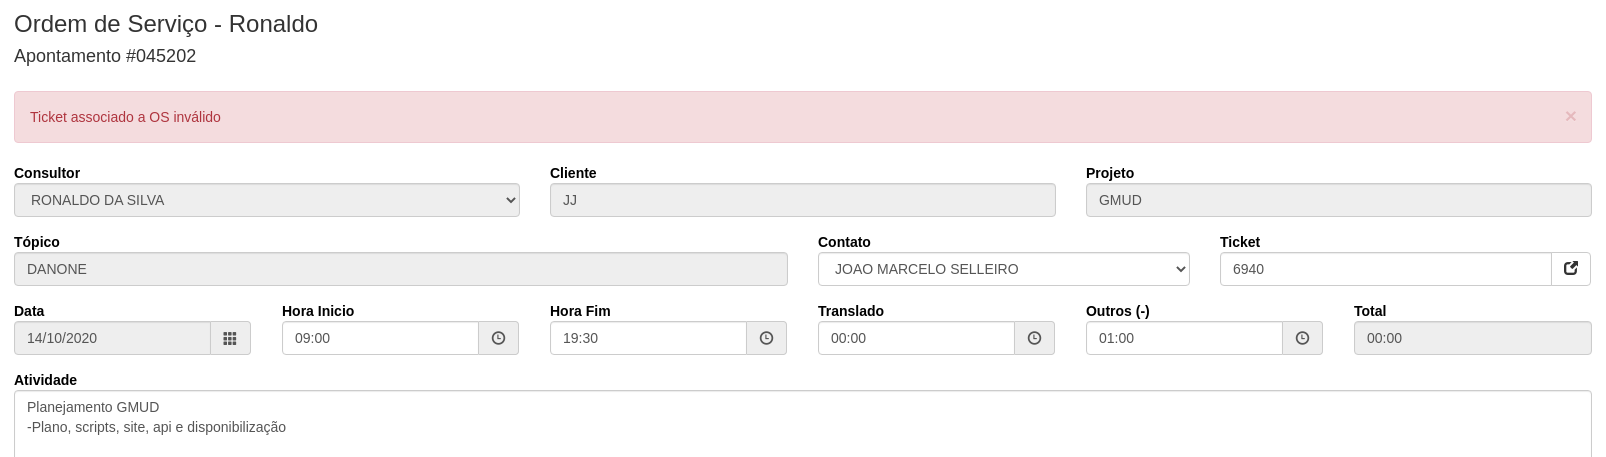 Ordem de Serviço - Ronaldo
Apontamento #045202
Ticket associado a OS inválido ×
Consultor Cliente Projeto
RONALDO DA SILVA JJ GMUD
Tópico Contato Ticket
DANONE JOAO MARCELO SELLEIRO 6940
Data Hora Inicio Hora Fim Translado Outros (-) Total
14/10/2020 09:00 19:30 00:00 01:00 00:00
Atividade
Planejamento GMUD
-Plano, scripts, site, api e disponibilização